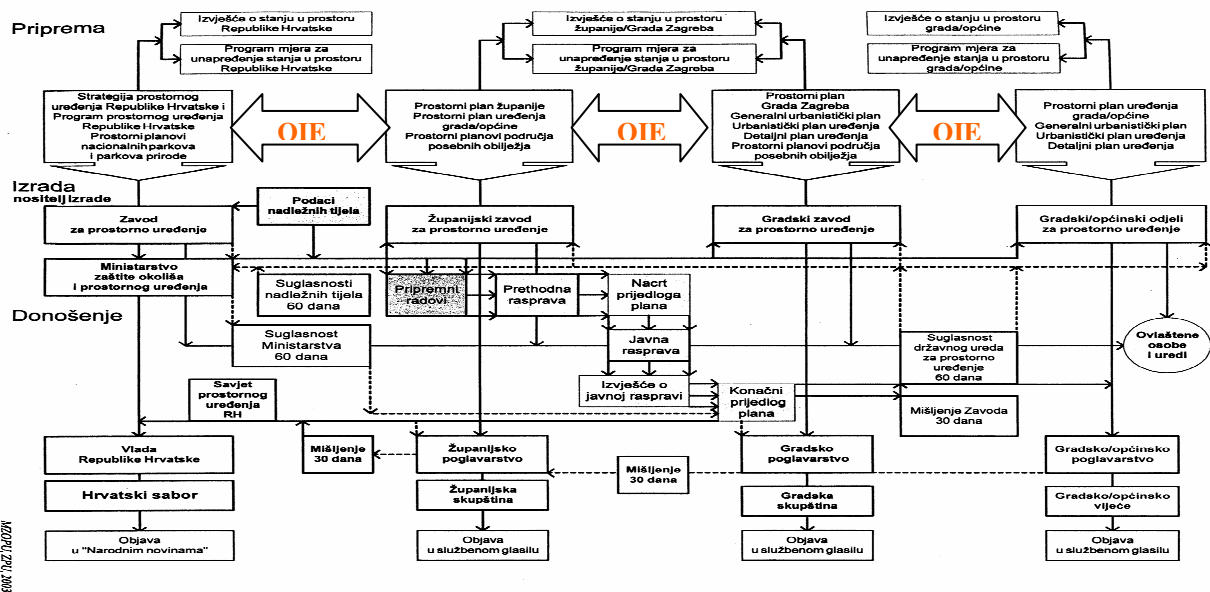 Priprema
Izvješće o stanju u prostoru
Republike Hrvatske
Program mjera za
unapređenje stanja u prostoru
Republike Hrvatske
Izvješće o stanju u prostoru
županije/Grada Zagreba
Program mjera za
unapređenje stanja u prostoru
županije/Grada Zagreba
Izvješće o stanju u prostoru
grada/općine
Program mjera za
unapređenje stanja u prostoru
grada/općine
Strategija prostornog
uređenja Republike Hrvatske i
Program prostornog uređenja
Republike Hrvatske
Prostorni planovi
nacionalnih parkova
i parkova prirode
OIE
Prostorni plan županije
Prostorni plan uređenja
grada/općine
Prostorni planovi područja
posebnih obilježja
OIE
Prostorni plan
Grada Zagreba
Generalni urbanistički plan
Urbanistički plan uređenja
Detaljni plan uređenja
Prostorni planovi područja
posebnih obilježja
OIE
Prostorni plan uređenja
grada/općine
Generalni urbanistički plan
Urbanistički plan uređenja
Detaljni plan uređenja
Izrada
nositelj izrade
Zavod
za prostorno uređenje
Podaci
nadležnih tijela
Županijski zavod
za prostorno uređenje
Gradski zavod
za prostorno uređenje
Gradski/općinski odjeli
za prostorno uređenje
Ministarstvo
zaštite okoliša
i prostornog uređenja
Suglasnosti
nadležnih tijela
60 dana
Pripremni
radovi
Prethodna
rasprava
Nacrt
prijedloga
plana
Donošenje
Suglasnost
Ministarstva
60 dana
Javna
rasprava
Suglasnost
državnog ureda
za prostorno
uređenje
60 dana
Ovlaštene
osobe
i uredi
Savjet
prostornog
uređenja
RH
Izvješće o
javnoj raspravi
Konačni
prijedlog
plana
Mišljenje Zavoda
30 dana
Vlada
Republike Hrvatske
Mišljenje
30 dana
Županijsko
poglavarstvo
Mišljenje
30 dana
Gradsko
poglavarstvo
Gradsko/općinsko
poglavarstvo
Hrvatski sabor
Županijska
skupština
Gradska
skupština
Gradsko/općinsko
vijeće
Objava
u "Narodnim novinama"
Objava
u službenom glasilu
Objava
u službenom glasilu
Objava
u službenom glasilu
MZOPU, ZPU, 2003